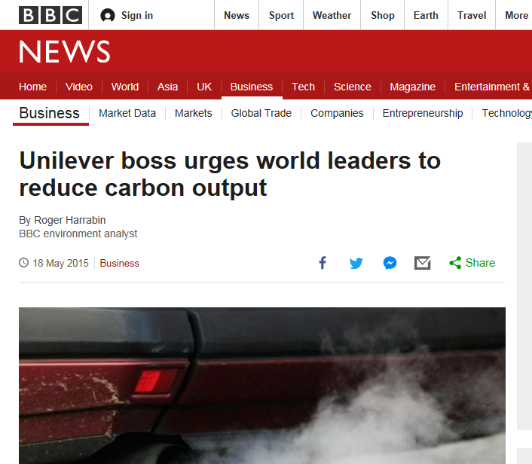 BBC Sign in News Sport Weather Shop Earth Travel More
NEWS
Home Video World Asia UK Business Tech Science Magazine Entertainment &
Business Market Data Markets Global Trade Companies Entrepreneurship Technology
Unilever boss urges world leaders to
reduce carbon output
By Roger Harrabin
BBC environment analyst
18 May 2015 Business Share